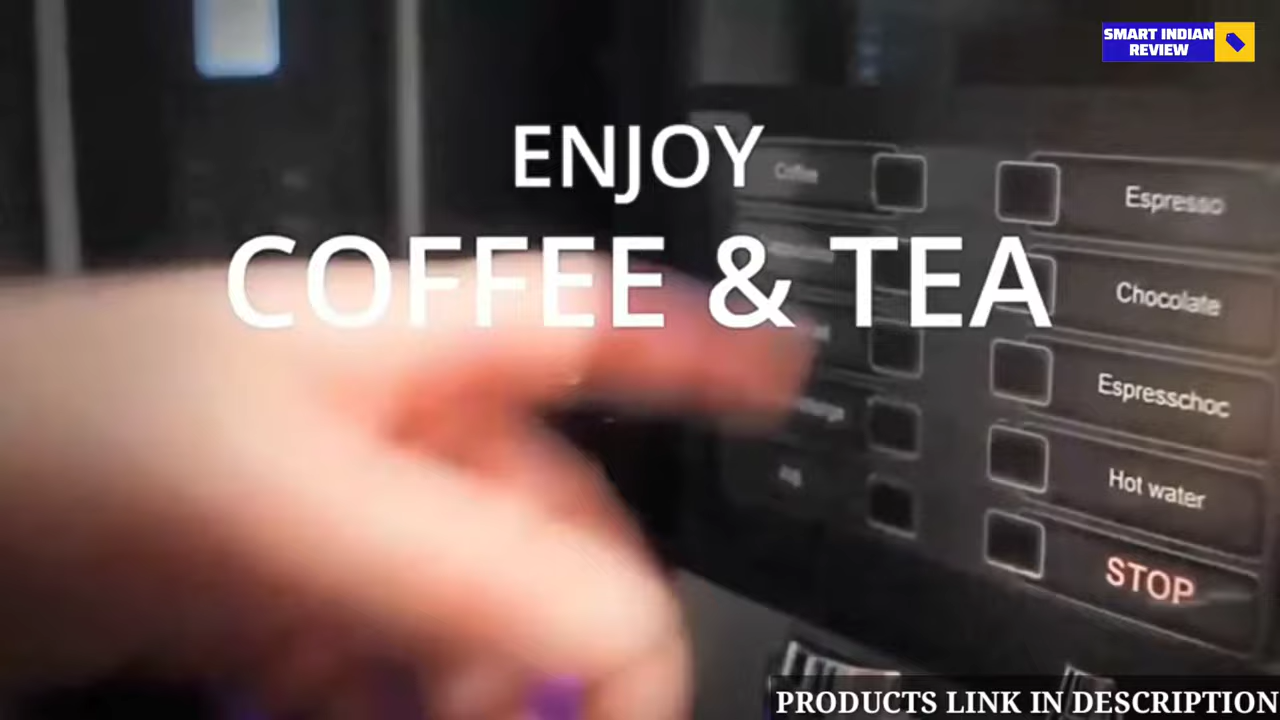 SMART INDIAN
REVIEW
ENJOY
COFFEE & TEA
Coffee
Espresso
Chocolate
Espresschoc
Hot water
STOP
PRODUCTS LINK IN DESCRIPTION